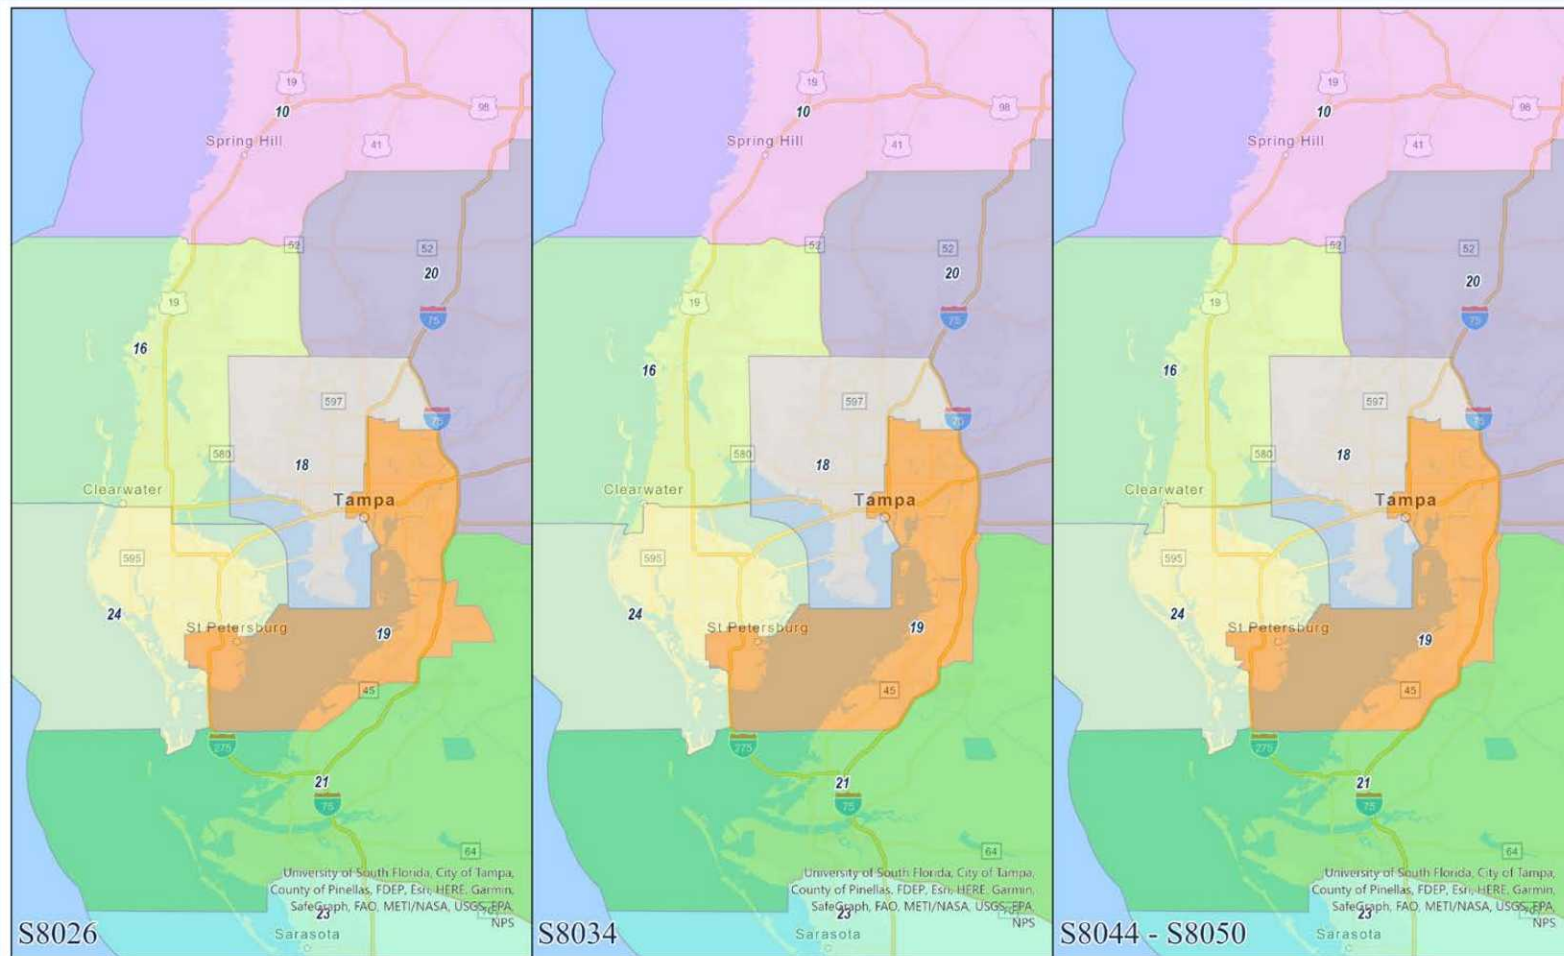 19
10
98
Spring Hill
41
52
52
20
19
75
16
597
75
580
18
Clearwater
Tampa
595
24
St Petersburg
19
45
275
21
75
64
University of South Florida, City of Tampa,
County of Pinellas, FDEP, Esri, HERE, Garmin,
SafeGraph, FAO, METI/NASA, USGS, EPA,
NPS
23
Sarasota
S8026
19
10
98
Spring Hill
41
52
52
20
19
75
16
597
75
580
18
Clearwater
Tampa
595
24
St Petersburg
19
45
275
21
75
64
University of South Florida, City of Tampa,
County of Pinellas, FDEP, Esri, HERE, Garmin,
SafeGraph, FAO, METI/NASA, USGS, EPA,
NPS
23
Sarasota
S8034
19
10
98
Spring Hill
41
52
52
20
19
75
16
597
75
580
18
Clearwater
Tampa
595
24
St Petersburg
19
45
275
21
75
64
University of South Florida, City of Tampa,
County of Pinellas, FDEP, Esri, HERE, Garmin,
SafeGraph, FAO, METI/NASA, USGS, EPA,
NPS
23
Sarasota
S8044 - S8050